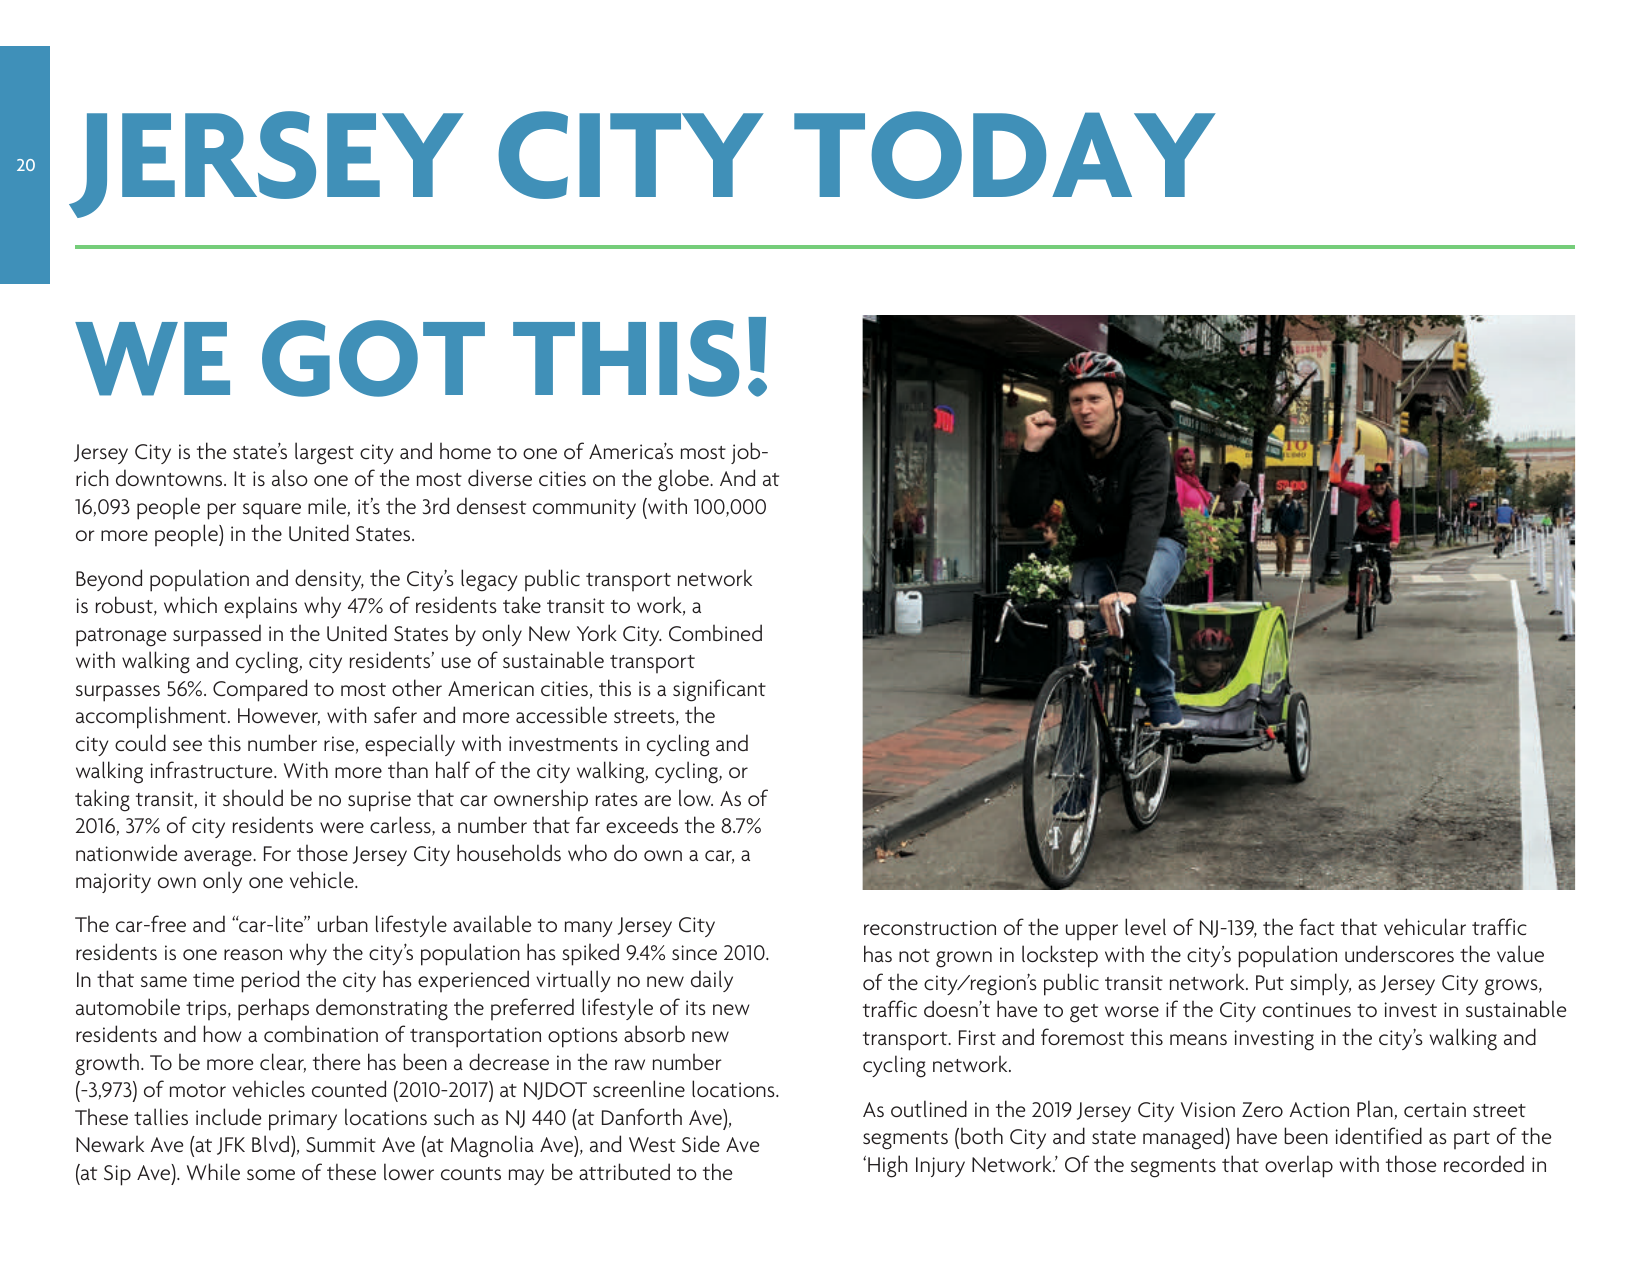 20
JERSEY CITY TODAY
WE GOT THIS!
Jersey City is the state’s largest city and home to one of America’s most job-
rich downtowns. It is also one of the most diverse cities on the globe. And at
16,093 people per square mile, it’s the 3rd densest community (with 100,000
or more people) in the United States.
Beyond population and density, the City’s legacy public transport network
is robust, which explains why 47% of residents take transit to work, a
patronage surpassed in the United States by only New York City. Combined
with walking and cycling, city residents’ use of sustainable transport
surpasses 56%. Compared to most other American cities, this is a significant
accomplishment. However, with safer and more accessible streets, the
city could see this number rise, especially with investments in cycling and
walking infrastructure. With more than half of the city walking, cycling, or
taking transit, it should be no suprise that car ownership rates are low. As of
2016, 37% of city residents were carless, a number that far exceeds the 8.7%
nationwide average. For those Jersey City households who do own a car, a
majority own only one vehicle.
The car-free and “car-lite” urban lifestyle available to many Jersey City
residents is one reason why the city’s population has spiked 9.4% since 2010.
In that same time period the city has experienced virtually no new daily
automobile trips, perhaps demonstrating the preferred lifestyle of its new
residents and how a combination of transportation options absorb new
growth. To be more clear, there has been a decrease in the raw number
(-3,973) of motor vehicles counted (2010-2017) at NJDOT screenline locations.
These tallies include primary locations such as NJ 440 (at Danforth Ave),
Newark Ave (at JFK Blvd), Summit Ave (at Magnolia Ave), and West Side Ave
(at Sip Ave). While some of these lower counts may be attributed to the
reconstruction of the upper level of NJ-139, the fact that vehicular traffic
has not grown in lockstep with the city’s population underscores the value
of the city/region’s public transit network. Put simply, as Jersey City grows,
traffic doesn’t have to get worse if the City continues to invest in sustainable
transport. First and foremost this means investing in the city’s walking and
cycling network.
As outlined in the 2019 Jersey City Vision Zero Action Plan, certain street
segments (both City and state managed) have been identified as part of the
‘High Injury Network.’ Of the segments that overlap with those recorded in